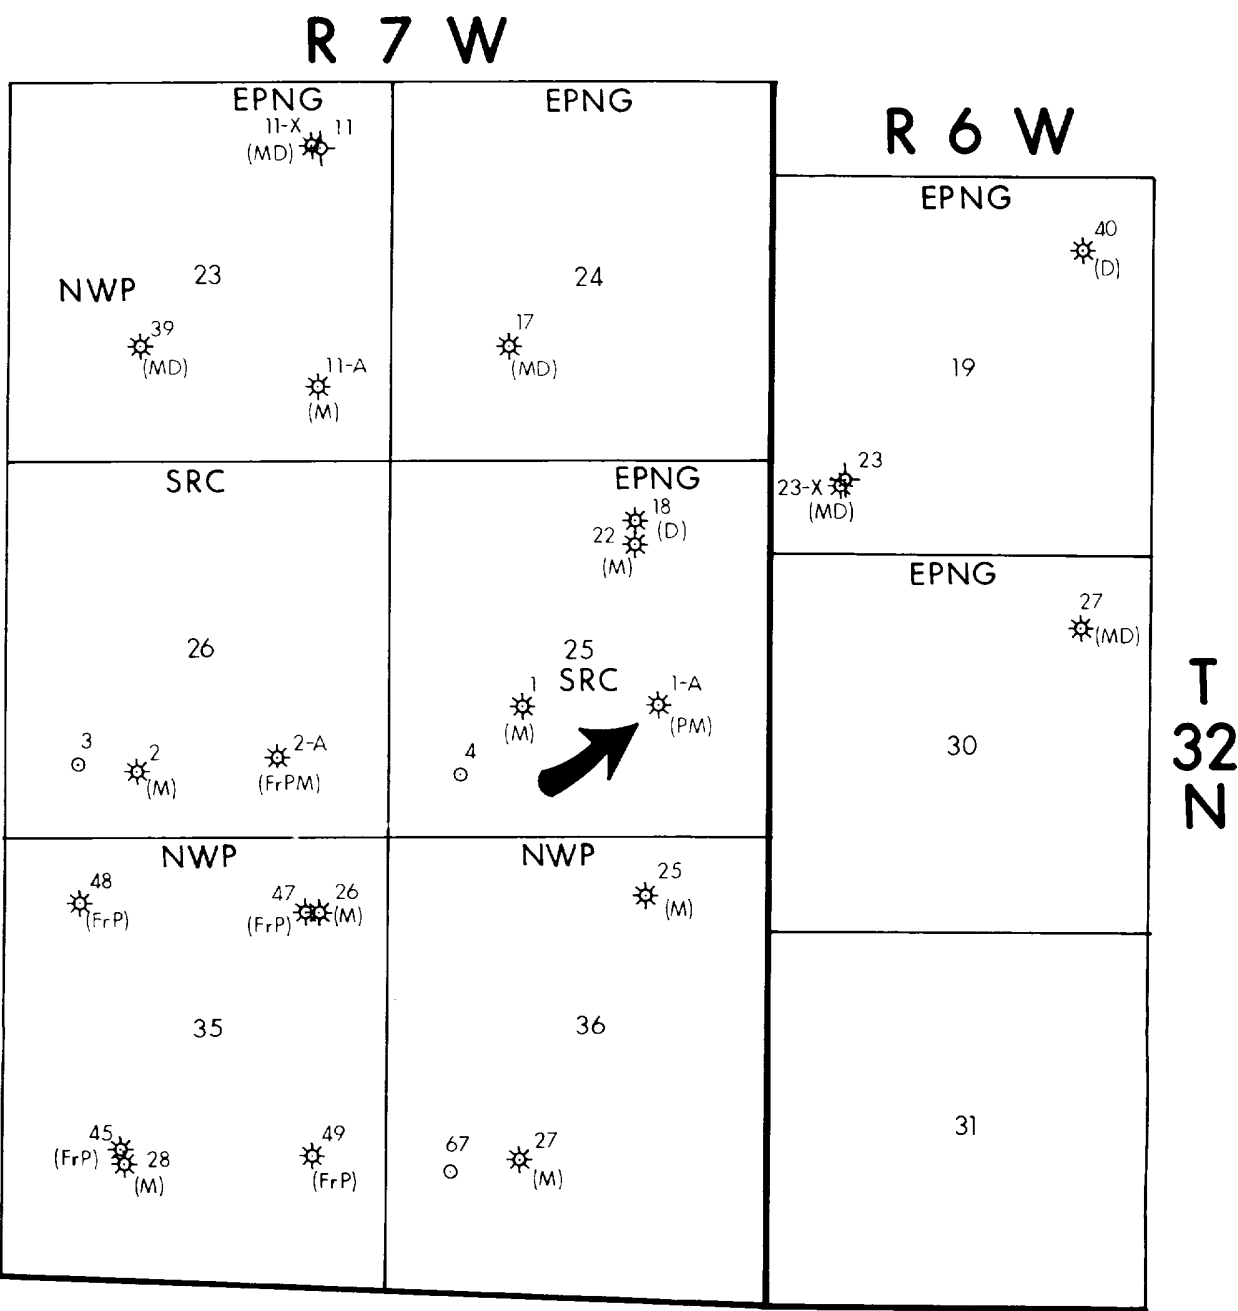 R 7 W
R 6 W
T
32
N
EPNG
11-X 11
(MD)
NWP
23
39
(MD)
11-A
(M)
EPNG
24
17
(MD)
EPNG
40
(D)
19
23
23-X
(MD)
SRC
26
3
2
(M)
2-A
(FrPM)
EPNG
18
(D)
22
(M)
25
SRC
1
(M)
1-A
(PM)
4
EPNG
27
(MD)
30
NWP
48
(FrP)
47
(FrP)
26
(M)
35
45
(FrP)
28
(M)
49
(FrP)
NWP
25
(M)
36
67
27
(M)
31